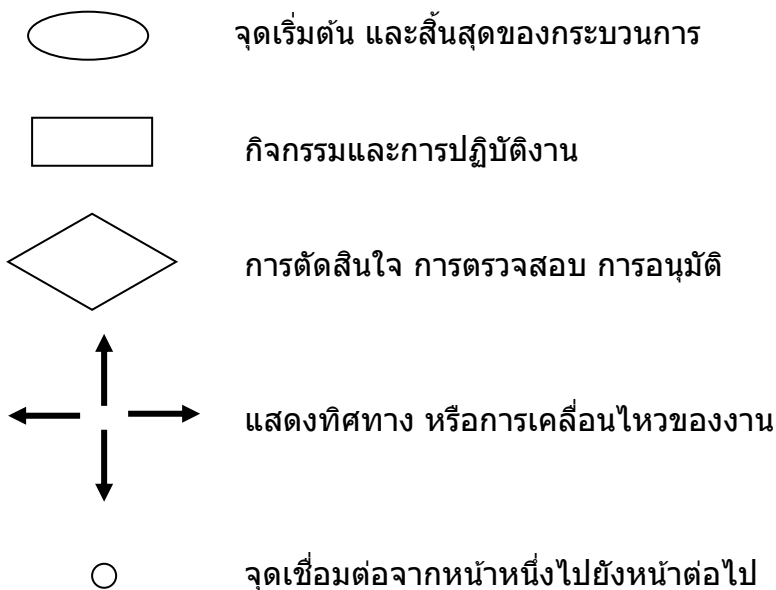 จุดเริ่มต้น และสิ้นสุดของกระบวนการ
กิจกรรมและการปฏิบัติงาน
การตัดสินใจ การตรวจสอบ การอนุมัติ
แสดงทิศทาง หรือการเคลื่อนไหวของงาน
จุดเชื่อมต่อจากหน้าหนึ่งไปยังหน้าต่อไป